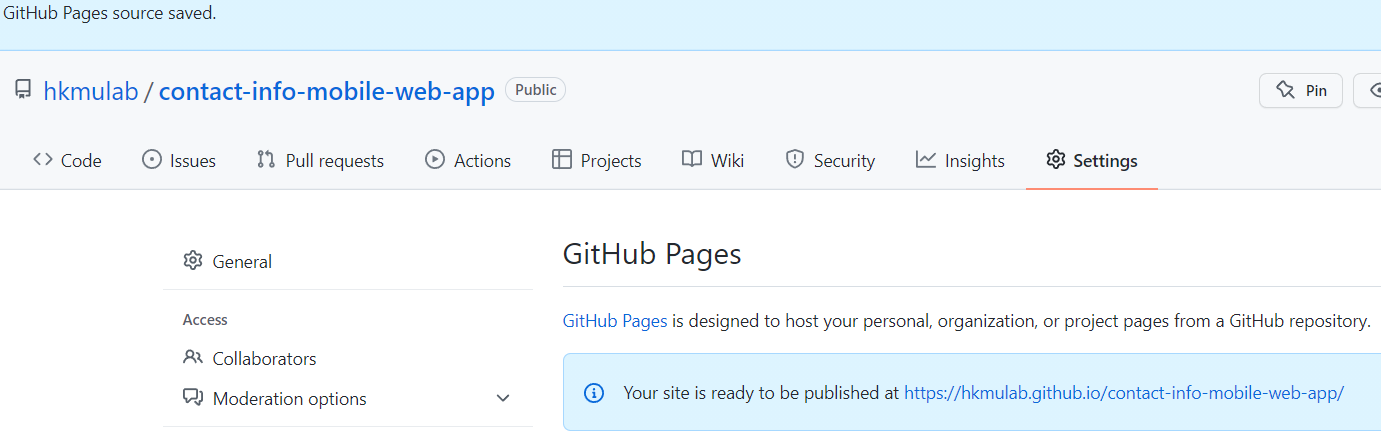 GitHub Pages source saved.
hkmulab / contact-info-mobile-web-app Public Pin
Code Issues Pull requests Actions Projects Wiki Security Insights Settings
General
Access
Collaborators
Moderation options
GitHub Pages
GitHub Pages is designed to host your personal, organization, or project pages from a GitHub repository.
Your site is ready to be published at https://hkmulab.github.io/contact-info-mobile-web-app/